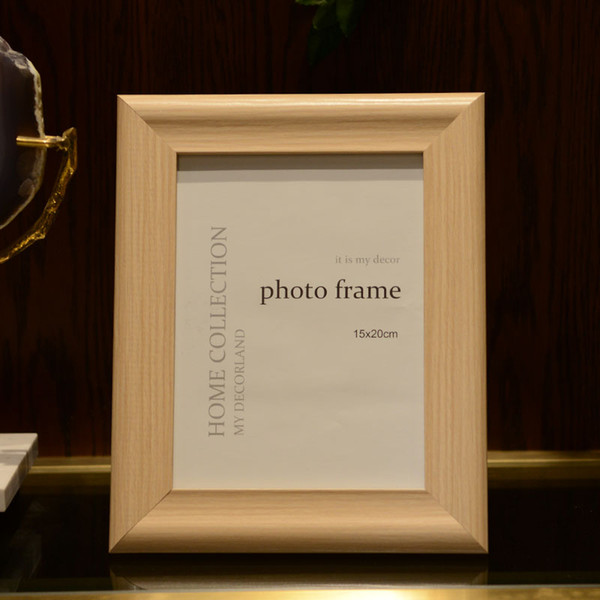 HOME COLLECTION
MY DECORLAND
it is my decor
photo frame
15x20cm